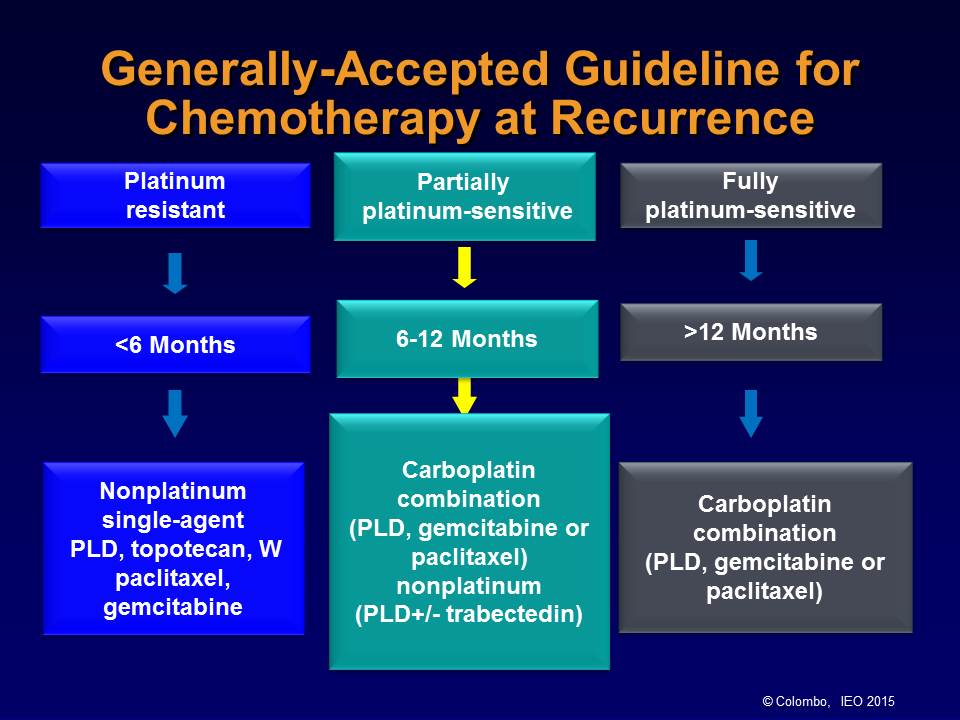 Generally-Accepted Guideline for
Chemotherapy at Recurrence
Platinum
resistant
<6 Months
Nonplatinum
single-agent
PLD, topotecan, W
paclitaxel,
gemcitabine
Partially
platinum-sensitive
6-12 Months
Carboplatin
combination
(PLD, gemcitabine or
paclitaxel)
nonplatinum
(PLD+/- trabectedin)
Fully
platinum-sensitive
>12 Months
Carboplatin
combination
(PLD, gemcitabine or
paclitaxel)
© Colombo, IEO 2015